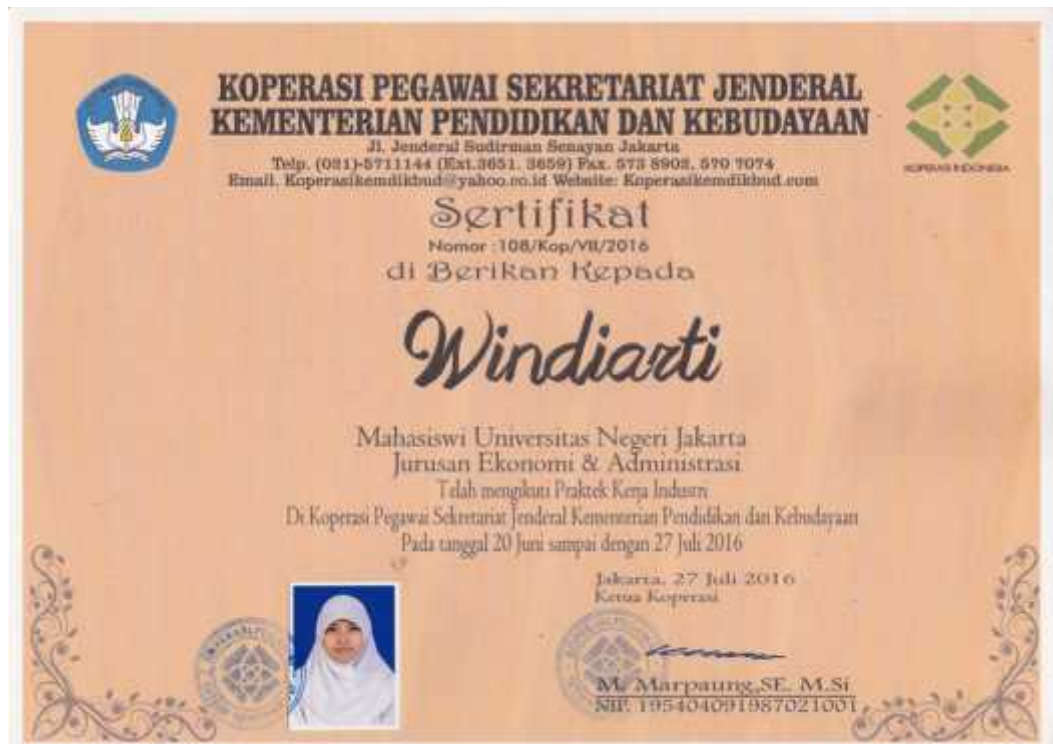 KOPERASI PEGAWAI SEKRETARIAT JENDERAL
KEMENTERIAN PENDIDIKAN DAN KEBUDAYAAN
Jl. Jenderal Sudirman Senayan Jakarta
Telp. (021)-5711144 (Ext.3651. 3659) Fax. 573 8902, 570 7074
Email. Koperasikemdikbud@yahoo.co.id Website: Koperasikemdikbud.com
KOPERASI INDONESIA
Sertifikat
Nomor : 108/Kop/VII/2016
di Berikan Kepada
Windiarti
Mahasiswi Universitas Negeri Jakarta
Jurusan Ekonomi & Administrasi
Telah mengikuti Praktek Kerja Industri
Di Koperasi Pegawai Sekretariat Jenderal Kementerian Pendidikan dan Kebudayaan
Pada tanggal 20 Juni sampai dengan 27 Juli 2016
Jakarta, 27 Juli 2016
Ketua Koperasi
M. Marpaung,SE. M.Si
NIP. 195404091987021001